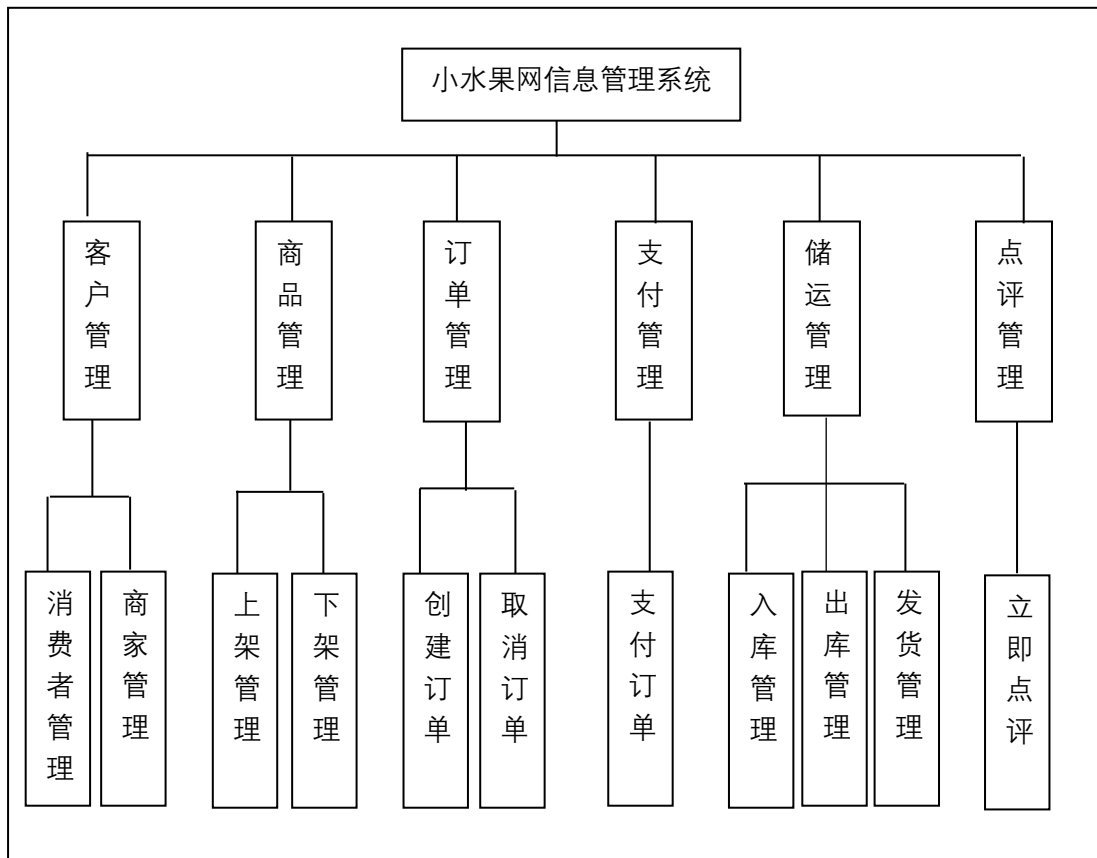 小水果网信息管理系统
客户管理
商品管理
订单管理
支付管理
储运管理
点评管理
消费者管理
商家管理
上架管理
下架管理
创建订单
取消订单
支付订单
入库管理
出库管理
发货管理
立即点评